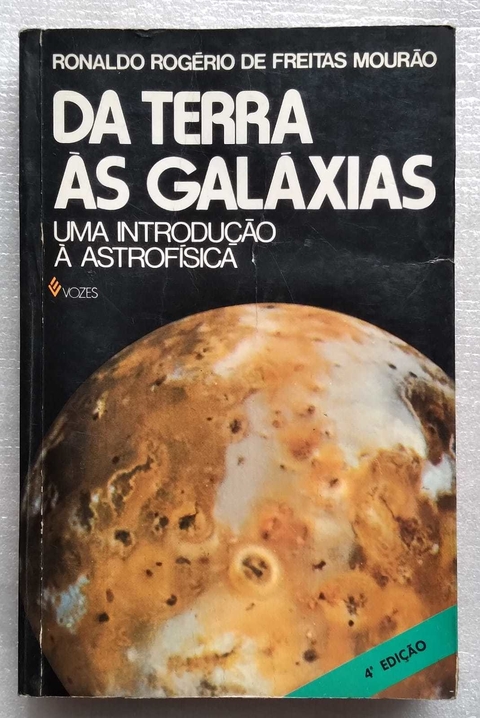 RONALDO ROGÉRIO DE FREITAS MOURÃO
DA TERRA
ÀS GALÁXIAS
UMA INTRODUÇÃO
À ASTROFÍSICA
VOZES
4ª EDIÇÃO